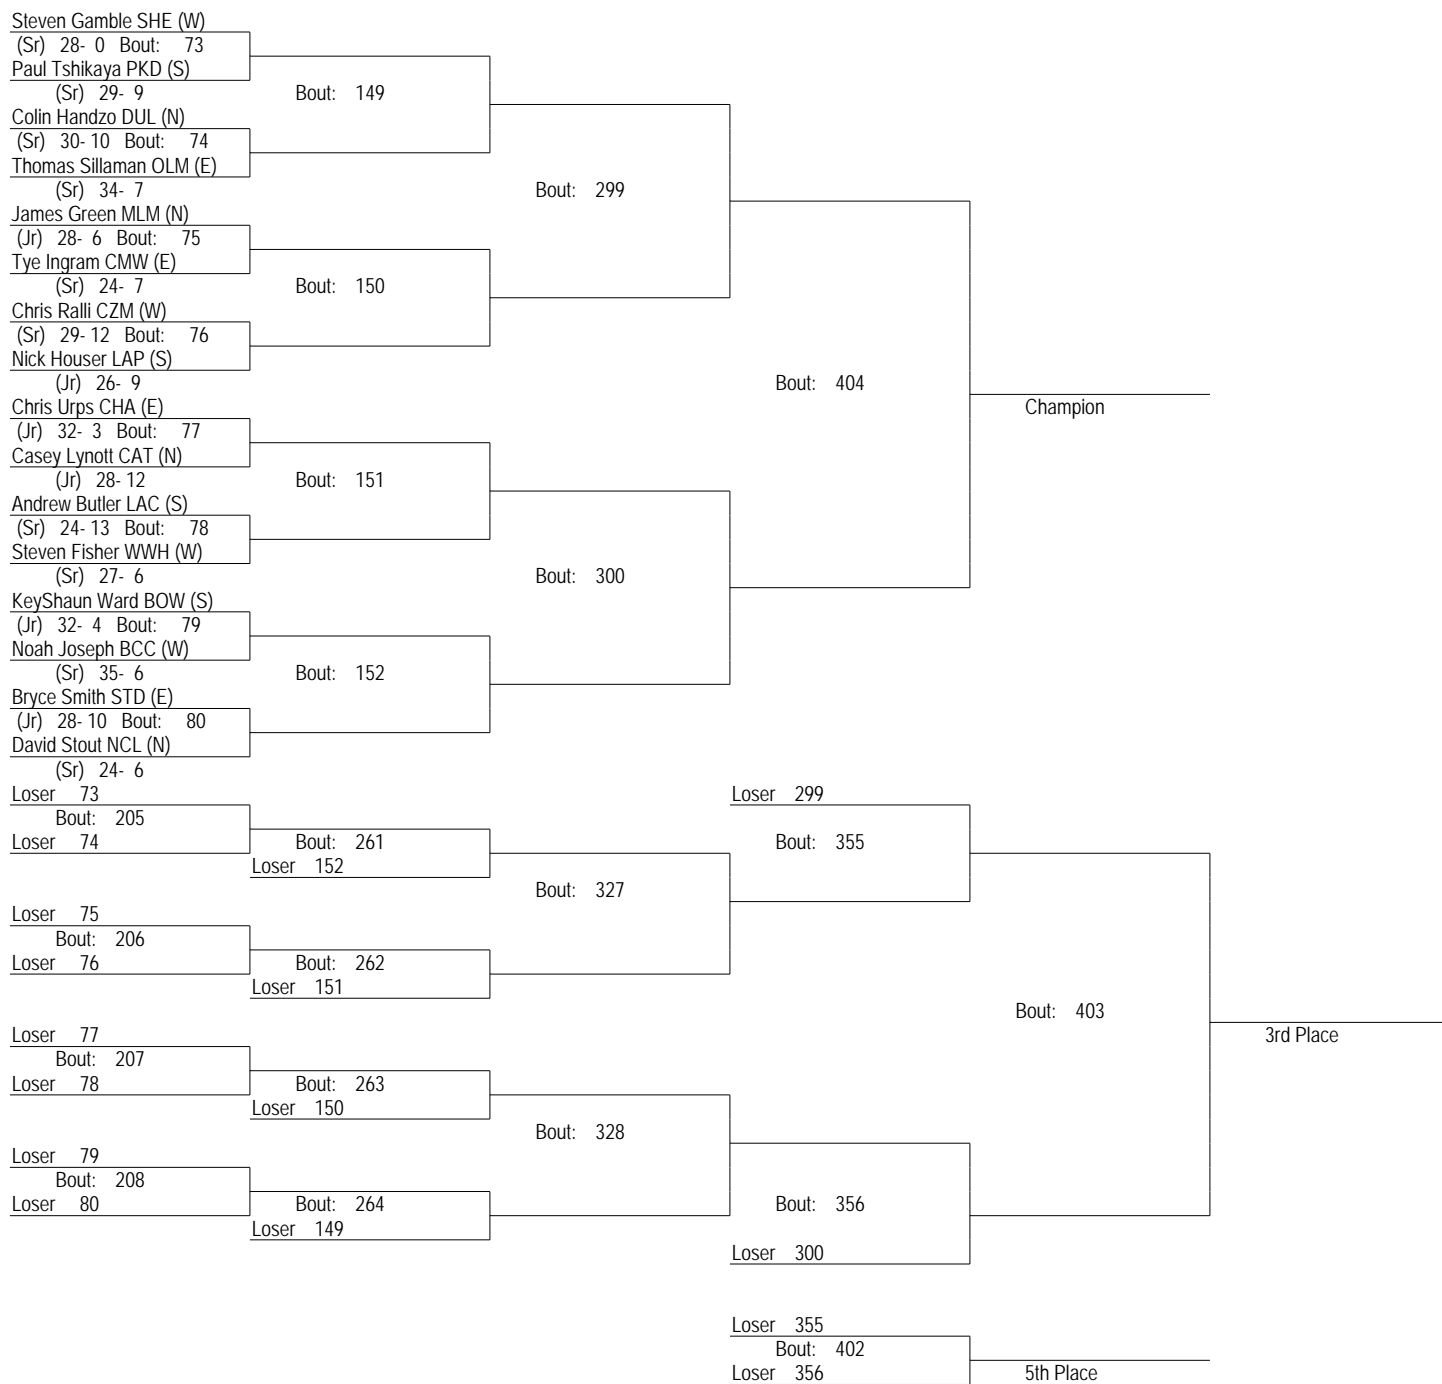 Steven Gamble SHE (W)
(Sr) 28- 0 Bout: 73
Paul Tshikaya PKD (S)
(Sr) 29- 9
Bout: 149
Colin Handzo DUL (N)
(Sr) 30- 10 Bout: 74
Thomas Sillaman OLM (E)
(Sr) 34- 7
Bout: 299
James Green MLM (N)
(Jr) 28- 6 Bout: 75
Tye Ingram CMW (E)
(Sr) 24- 7
Bout: 150
Chris Ralli CZM (W)
(Sr) 29- 12 Bout: 76
Nick Houser LAP (S)
(Jr) 26- 9
Bout: 404
Champion
Chris Urps CHA (E)
(Jr) 32- 3 Bout: 77
Casey Lynott CAT (N)
(Jr) 28- 12
Bout: 151
Andrew Butler LAC (S)
(Sr) 24- 13 Bout: 78
Steven Fisher WWH (W)
(Sr) 27- 6
Bout: 300
KeyShaun Ward BOW (S)
(Jr) 32- 4 Bout: 79
Noah Joseph BCC (W)
(Sr) 35- 6
Bout: 152
Bryce Smith STD (E)
(Jr) 28- 10 Bout: 80
David Stout NCL (N)
(Sr) 24- 6
Loser 73
Loser 299
Bout: 205
Loser 74
Bout: 261
Bout: 355
Loser 152
Bout: 327
Loser 75
Bout: 206
Loser 76
Bout: 262
Loser 151
Bout: 403
Loser 77
3rd Place
Bout: 207
Loser 78
Bout: 263
Loser 150
Bout: 328
Loser 79
Bout: 208
Loser 80
Bout: 264
Bout: 356
Loser 149
Loser 300
Loser 355
Bout: 402
Loser 356
5th Place